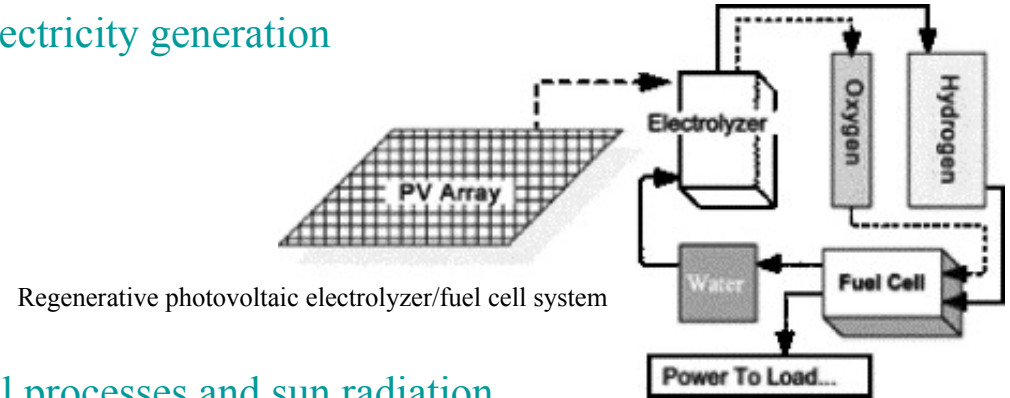 ectricity generation
Oxygen
Hydrogen
Electrolyzer
PV Array
Water
Fuel Cell
Regenerative photovoltaic electrolyzer/fuel cell system
Power To Load...
l processes and sun radiation